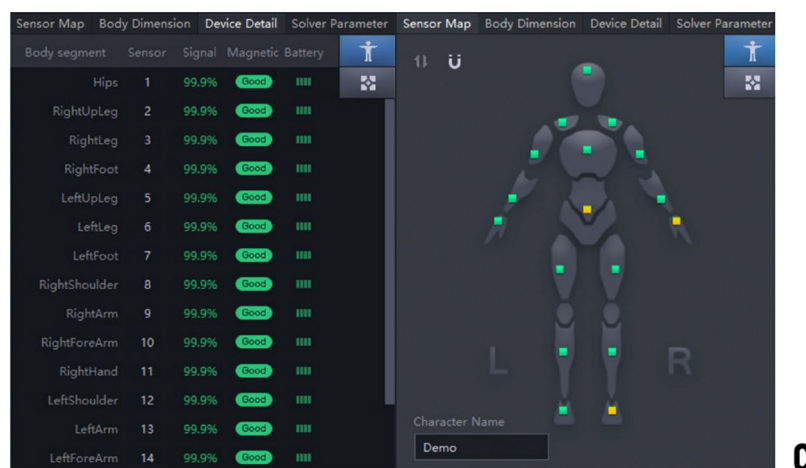 Sensor Map Body Dimension Device Detail Solver Parameter
Body segment Sensor Signal Magnetic Battery
Hips 1 99.9% Good
RightUpLeg 2 99.9% Good
RightLeg 3 99.9% Good
RightFoot 4 99.9% Good
LeftUpLeg 5 99.9% Good
LeftLeg 6 99.9% Good
LeftFoot 7 99.9% Good
RightShoulder 8 99.9% Good
RightArm 9 99.9% Good
RightForeArm 10 99.9% Good
RightHand 11 99.9% Good
LeftShoulder 12 99.9% Good
LeftArm 13 99.9% Good
LeftForeArm 14 99.9% Good
Sensor Map Body Dimension Device Detail Solver Parameter
L R
Character Name
Demo